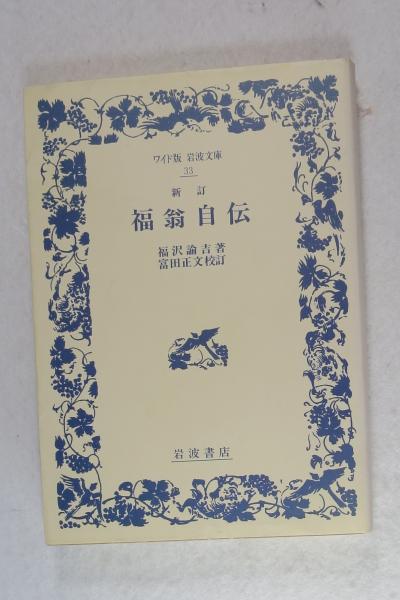 ワイド版 岩波文庫
33
新訂
福翁自伝
福沢諭吉著
富田正文校訂
岩波書店